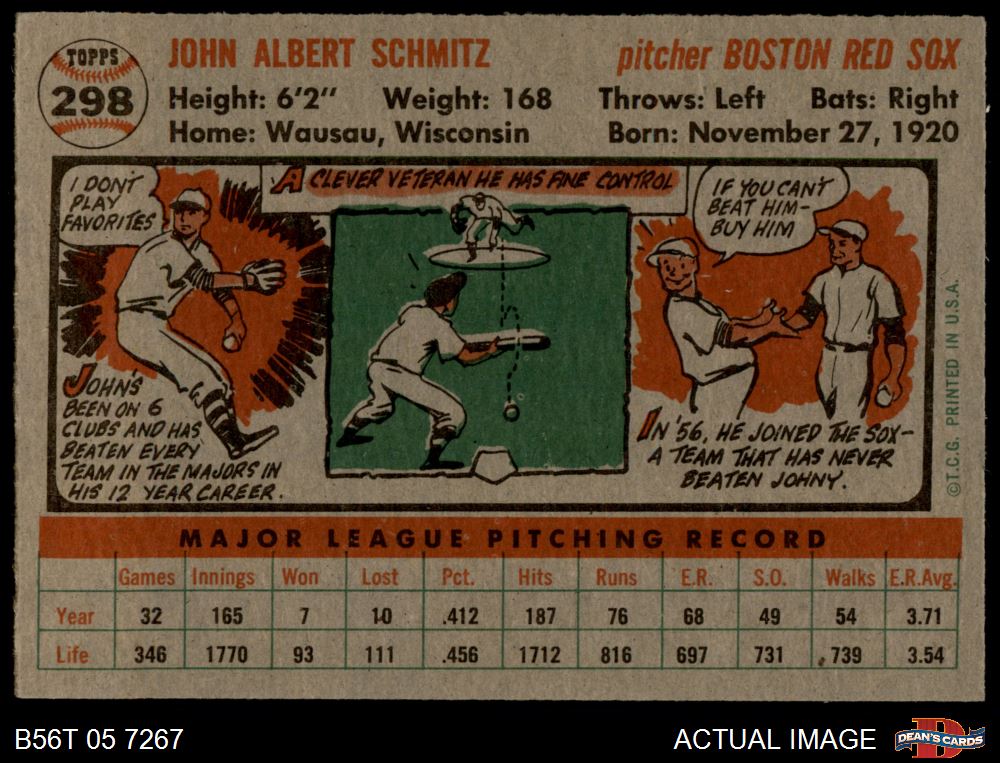 TOPPS
298
JOHN ALBERT SCHMITZ
pitcher BOSTON RED SOX
Height: 6'2" Weight: 168 Throws: Left Bats: Right
Home: Wausau, Wisconsin Born: November 27, 1920
I DON'T
PLAY
FAVORITES
A CLEVER VETERAN HE HAS FINE CONTROL
IF YOU CAN'T
BEAT HIM-
BUY HIM
JOHN'S
BEEN ON 6
CLUBS AND HAS
BEATEN EVERY
TEAM IN THE MAJORS IN
HIS 12 YEAR CAREER.
IN '56, HE JOINED THE SOX-
A TEAM THAT HAS NEVER
BEATEN JOHNY.
©T.C.G. PRINTED IN U.S.A.
MAJOR LEAGUE PITCHING RECORD
Games Innings Won Lost Pct. Hits Runs E.R. S.O. Walks E.R.Avg.
Year 32 165 7 10 .412 187 76 68 49 54 3.71
Life 346 1770 93 111 .456 1712 816 697 731 739 3.54
B56T 05 7267
ACTUAL IMAGE
DEAN'S CARDS